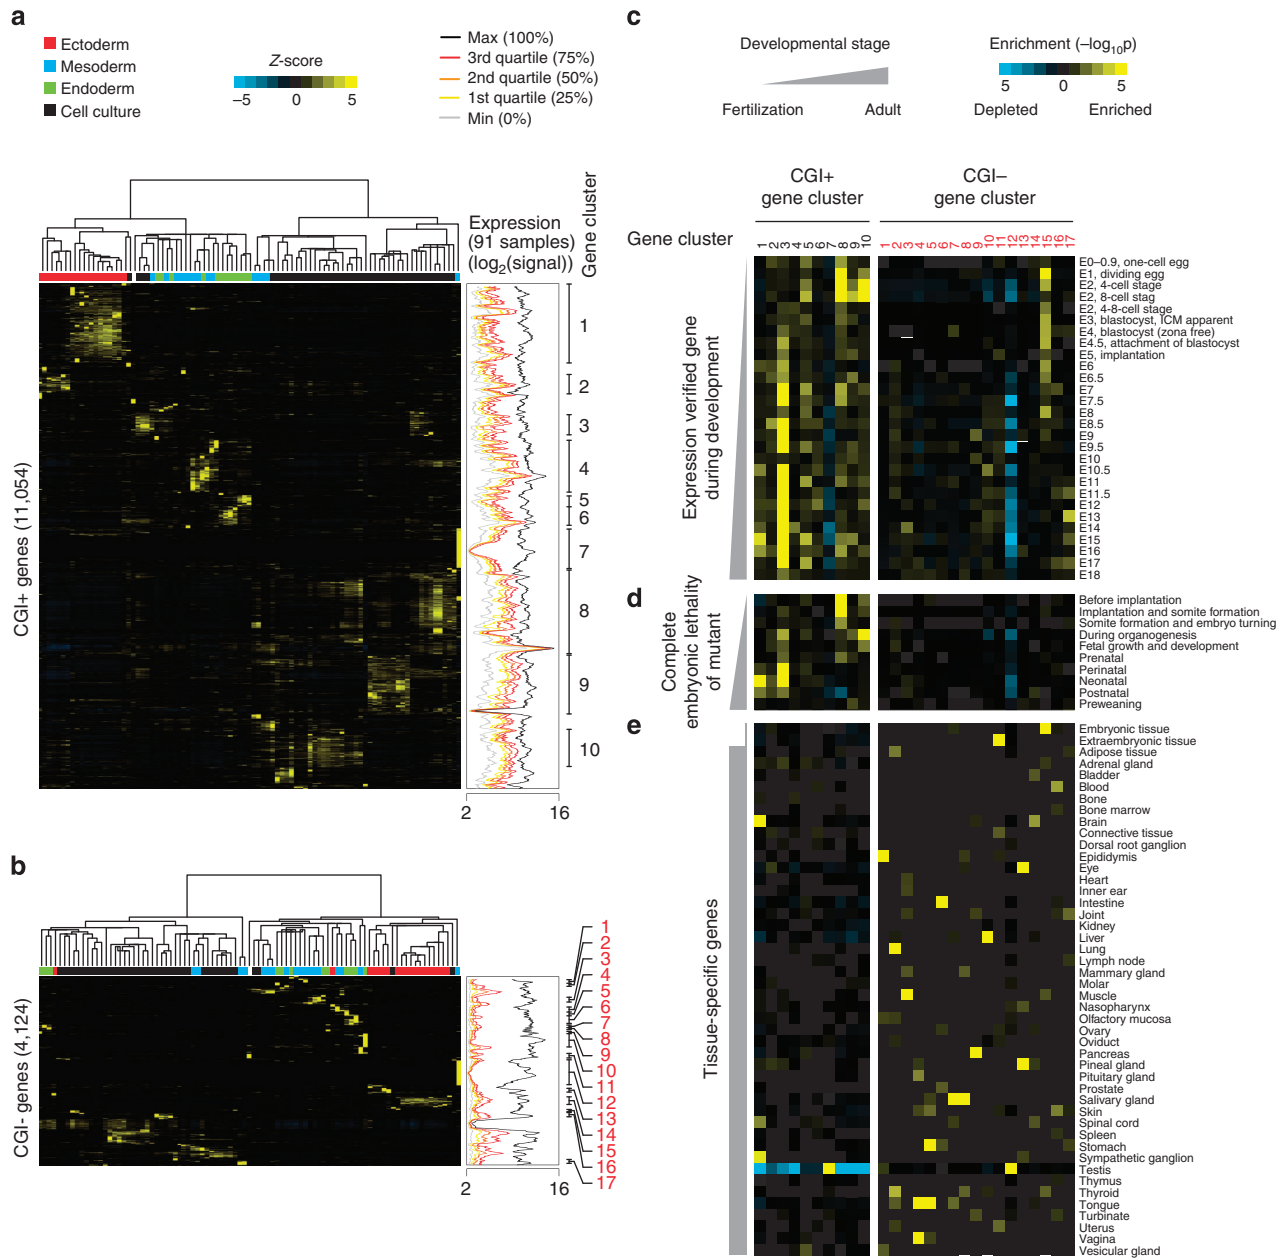 a
Ectoderm
Mesoderm
Endoderm
Cell culture
Z-score
–5 0 5
Max (100%)
3rd quartile (75%)
2nd quartile (50%)
1st quartile (25%)
Min (0%)
Expression
(91 samples)
(log2(signal))
Gene cluster
CGI+ genes (11,054)
1
2
3
4
5
6
7
8
9
10
2 16
b
CGI- genes (4,124)
1
2
3
4
5
6
7
8
9
10
11
12
13
14
15
16
17
2 16
c
Developmental stage
Fertilization Adult
Enrichment (–log10p)
5 0 5
Depleted Enriched
CGI+
gene cluster
CGI–
gene cluster
Gene cluster
1 2 3 4 5 6 7 8 9 10
1 2 3 4 5 6 7 8 9 10 11 12 13 14 15 16 17
Expression verified gene
during development
E0–0.9, one-cell egg
E1, dividing egg
E2, 4-cell stage
E2, 8-cell stag
E2, 4-8-cell stage
E3, blastocyst, ICM apparent
E4, blastocyst (zona free)
E4.5, attachment of blastocyst
E5, implantation
E6
E6.5
E7
E7.5
E8
E8.5
E9
E9.5
E10
E10.5
E11
E11.5
E12
E13
E14
E15
E16
E17
E18
d
Complete
embryonic lethality
of mutant
Before implantation
Implantation and somite formation
Somite formation and embryo turning
During organogenesis
Fetal growth and development
Prenatal
Perinatal
Neonatal
Postnatal
Preweaning
e
Tissue-specific genes
Embryonic tissue
Extraembryonic tissue
Adipose tissue
Adrenal gland
Bladder
Blood
Bone
Bone marrow
Brain
Connective tissue
Dorsal root ganglion
Epididymis
Eye
Heart
Inner ear
Intestine
Joint
Kidney
Liver
Lung
Lymph node
Mammary gland
Molar
Muscle
Nasopharynx
Olfactory mucosa
Ovary
Oviduct
Pancreas
Pineal gland
Pituitary gland
Prostate
Salivary gland
Skin
Spinal cord
Spleen
Stomach
Sympathetic ganglion
Testis
Thymus
Thyroid
Tongue
Turbinate
Uterus
Vagina
Vesicular gland